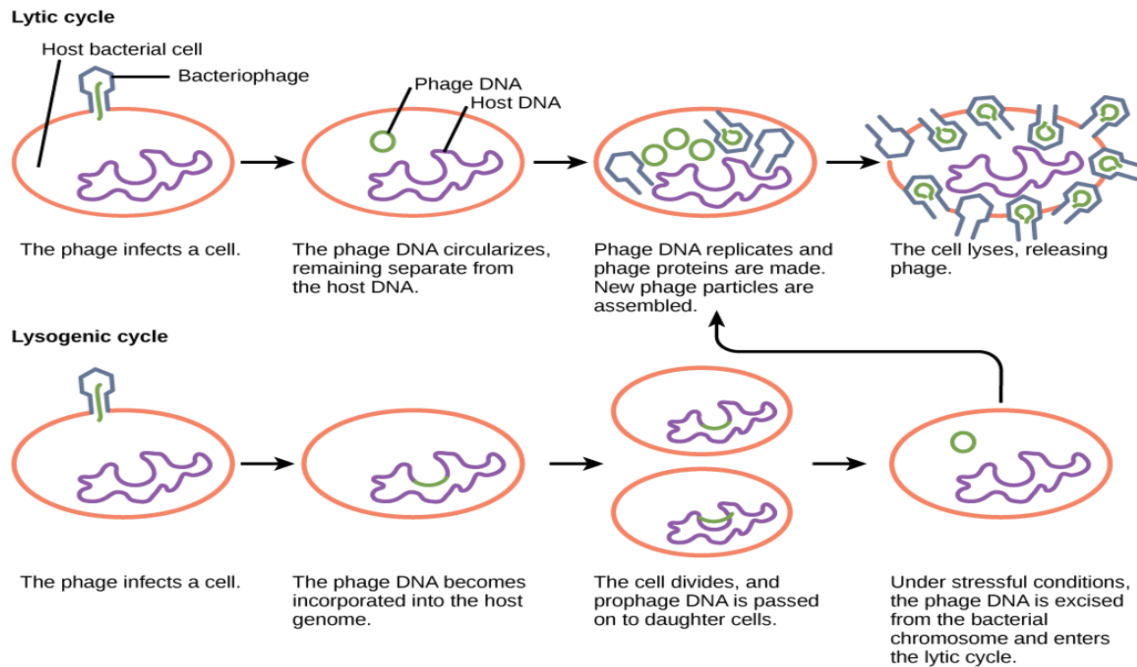 Lytic cycle
Host bacterial cell
Bacteriophage
Phage DNA
Host DNA
The phage infects a cell.
The phage DNA circularizes,
remaining separate from
the host DNA.
Phage DNA replicates and
phage proteins are made.
New phage particles are
assembled.
The cell lyses, releasing
phage.
Lysogenic cycle
The phage infects a cell.
The phage DNA becomes
incorporated into the host
genome.
The cell divides, and
prophage DNA is passed
on to daughter cells.
Under stressful conditions,
the phage DNA is excised
from the bacterial
chromosome and enters
the lytic cycle.